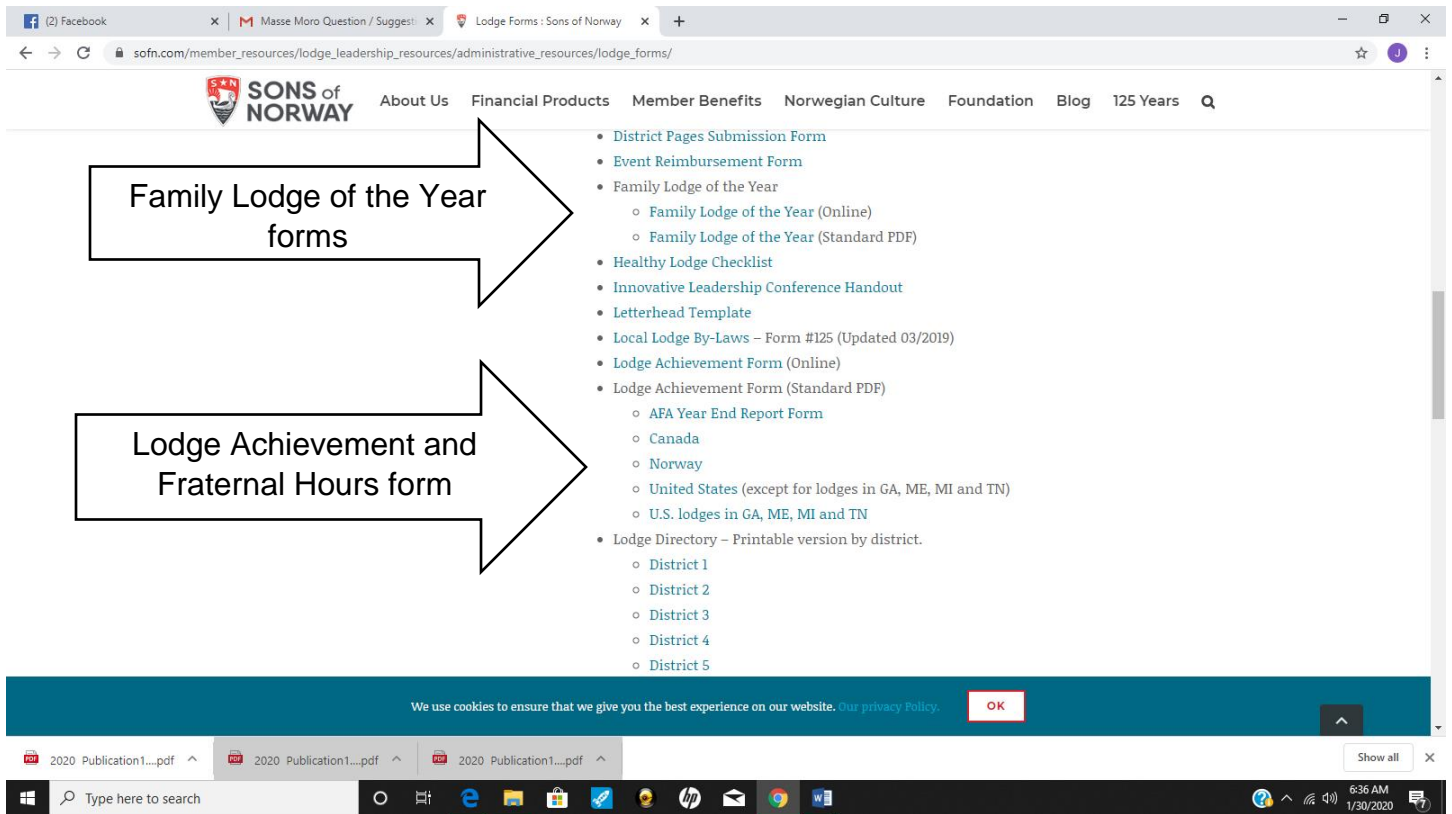 (2) Facebook
Masse Moro Question / Suggesti
Lodge Forms : Sons of Norway
sofn.com/member_resources/lodge_leadership_resources/administrative_resources/lodge_forms/
J
S N
SONS of
NORWAY
About Us Financial Products Member Benefits Norwegian Culture Foundation Blog 125 Years
• District Pages Submission Form
• Event Reimbursement Form
• Family Lodge of the Year
◦ Family Lodge of the Year (Online)
◦ Family Lodge of the Year (Standard PDF)
• Healthy Lodge Checklist
• Innovative Leadership Conference Handout
• Letterhead Template
• Local Lodge By-Laws – Form #125 (Updated 03/2019)
• Lodge Achievement Form (Online)
• Lodge Achievement Form (Standard PDF)
◦ AFA Year End Report Form
◦ Canada
◦ Norway
◦ United States (except for lodges in GA, ME, MI and TN)
◦ U.S. lodges in GA, ME, MI and TN
• Lodge Directory – Printable version by district.
◦ District 1
◦ District 2
◦ District 3
◦ District 4
◦ District 5
Family Lodge of the Year
forms
Lodge Achievement and
Fraternal Hours form
We use cookies to ensure that we give you the best experience on our website. Our privacy Policy.
OK
PDF 2020 Publication1....pdf
PDF 2020 Publication1....pdf
PDF 2020 Publication1....pdf
Show all
Type here to search
6:36 AM
1/30/2020
7